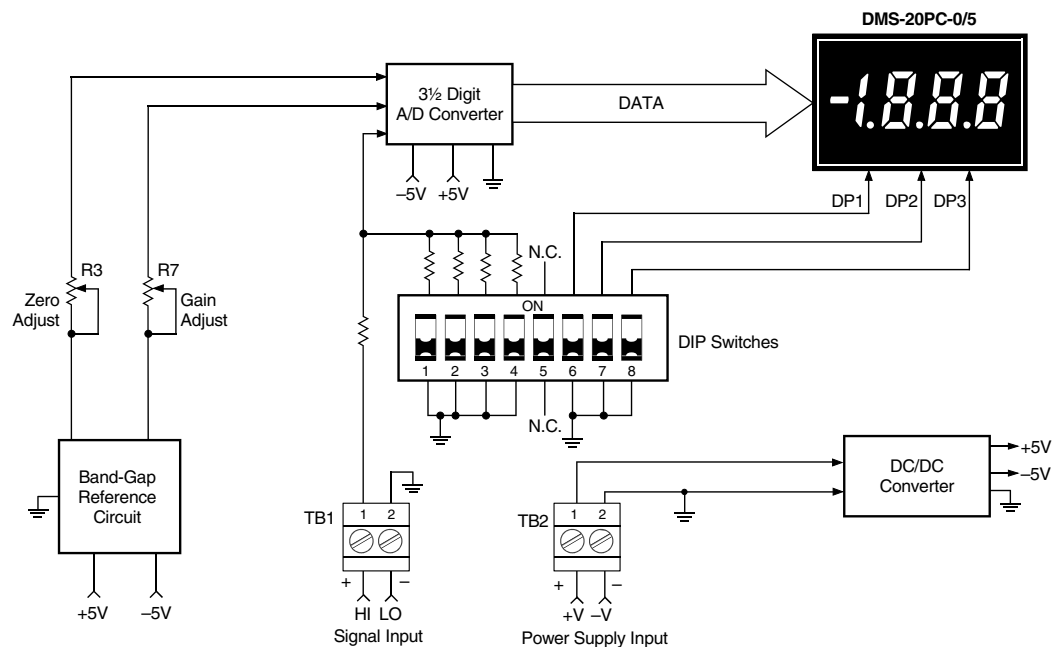 DMS-20PC-0/5
3½ Digit
A/D Converter
DATA
-1.8.8.8
–5V
+5V
DP1
DP2
DP3
R3
Zero
Adjust
R7
Gain
Adjust
N.C.
ON
1
2
3
4
5
6
7
8
DIP Switches
N.C.
Band-Gap
Reference
Circuit
+5V
–5V
TB1
1
2
+
–
HI
LO
Signal Input
TB2
1
2
+
–
+V
–V
Power Supply Input
DC/DC
Converter
+5V
–5V